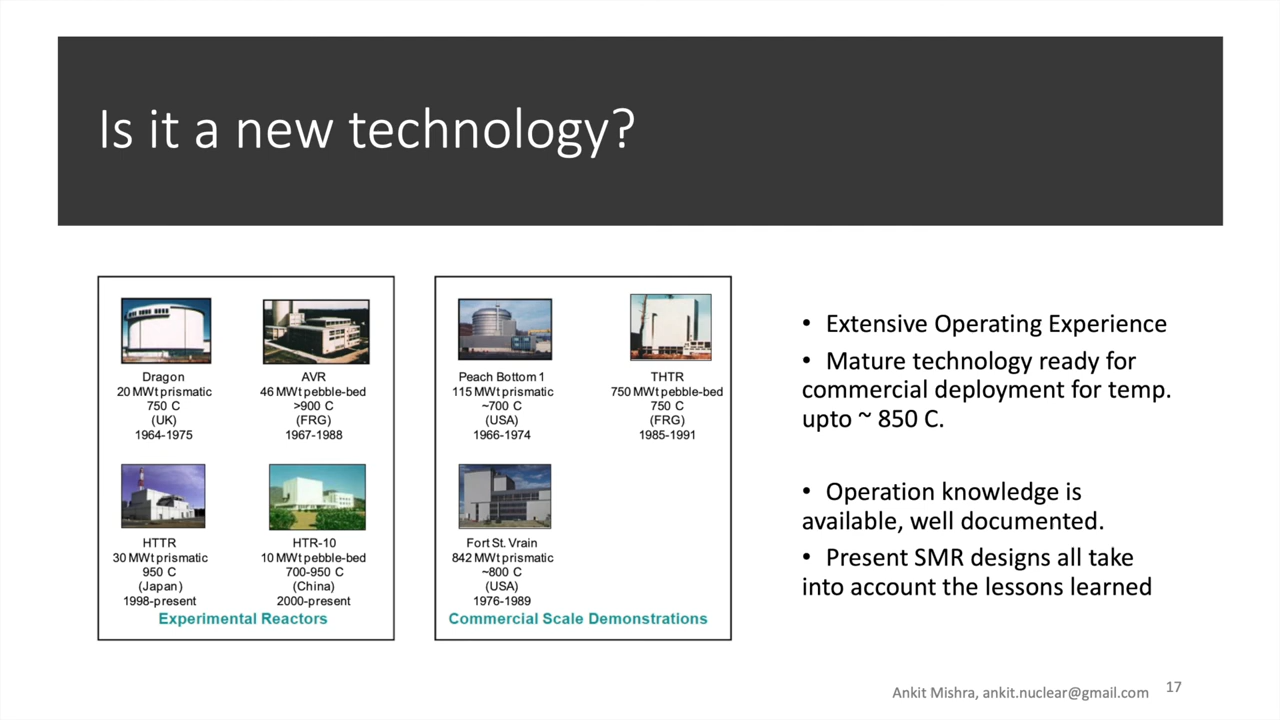 Is it a new technology?
Dragon
20 MWt prismatic
750 C
(UK)
1964-1975
AVR
46 MWt pebble-bed
>900 C
(FRG)
1967-1988
HTTR
30 MWt prismatic
950 C
(Japan)
1998-present
HTR-10
10 MWt pebble-bed
700-950 C
(China)
2000-present
Experimental Reactors
Peach Bottom 1
115 MWt prismatic
~700 C
(USA)
1966-1974
THTR
750 MWt pebble-bed
750 C
(FRG)
1985-1991
Fort St. Vrain
842 MWt prismatic
~800 C
(USA)
1976-1989
Commercial Scale Demonstrations
• Extensive Operating Experience
• Mature technology ready for
commercial deployment for temp.
upto ~ 850 C.
• Operation knowledge is
available, well documented.
• Present SMR designs all take
into account the lessons learned
Ankit Mishra, ankit.nuclear@gmail.com
17